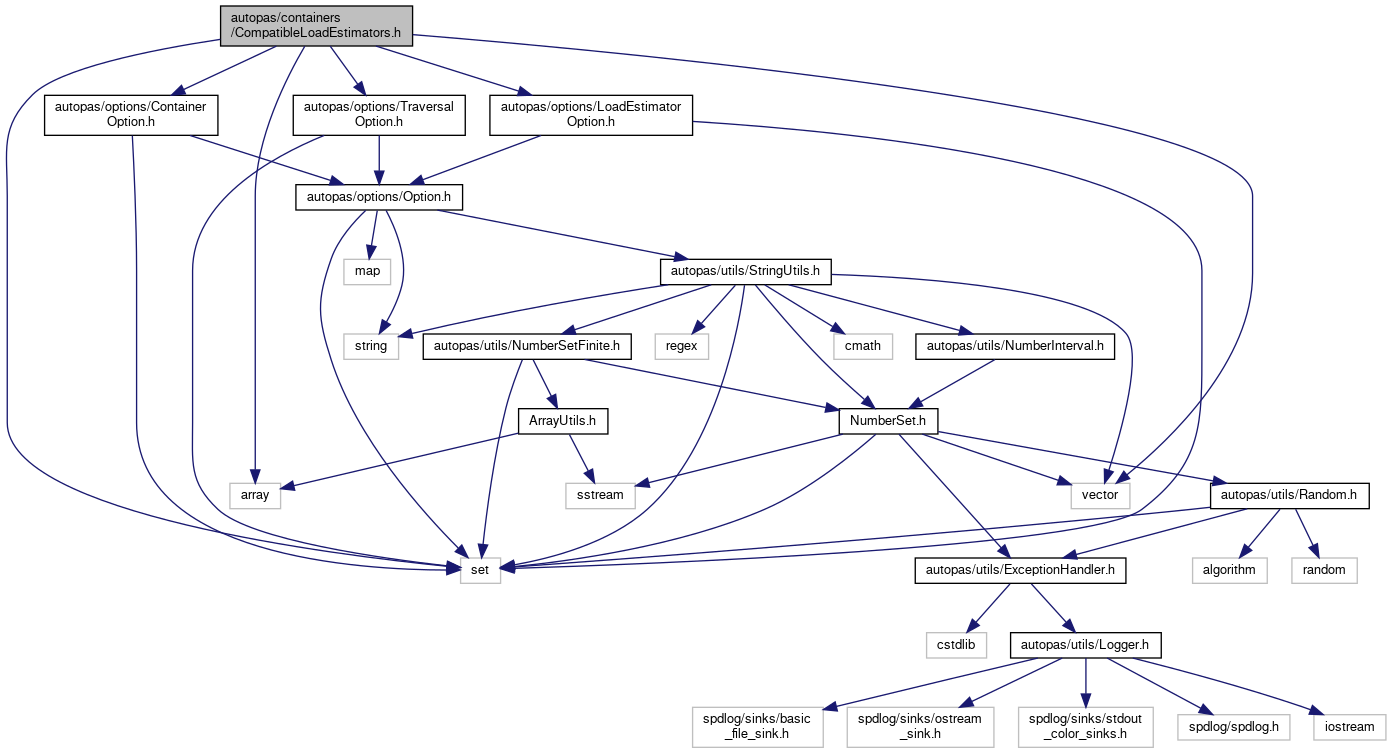 autopas/containers
/CompatibleLoadEstimators.h
autopas/options/Container
Option.h
autopas/options/Traversal
Option.h
autopas/options/LoadEstimator
Option.h
autopas/options/Option.h
map
autopas/utils/StringUtils.h
string
autopas/utils/NumberSetFinite.h
regex
cmath
autopas/utils/NumberInterval.h
ArrayUtils.h
NumberSet.h
array
sstream
vector
autopas/utils/Random.h
set
autopas/utils/ExceptionHandler.h
algorithm
random
cstdlib
autopas/utils/Logger.h
spdlog/sinks/basic
_file_sink.h
spdlog/sinks/ostream
_sink.h
spdlog/sinks/stdout
_color_sinks.h
spdlog/spdlog.h
iostream